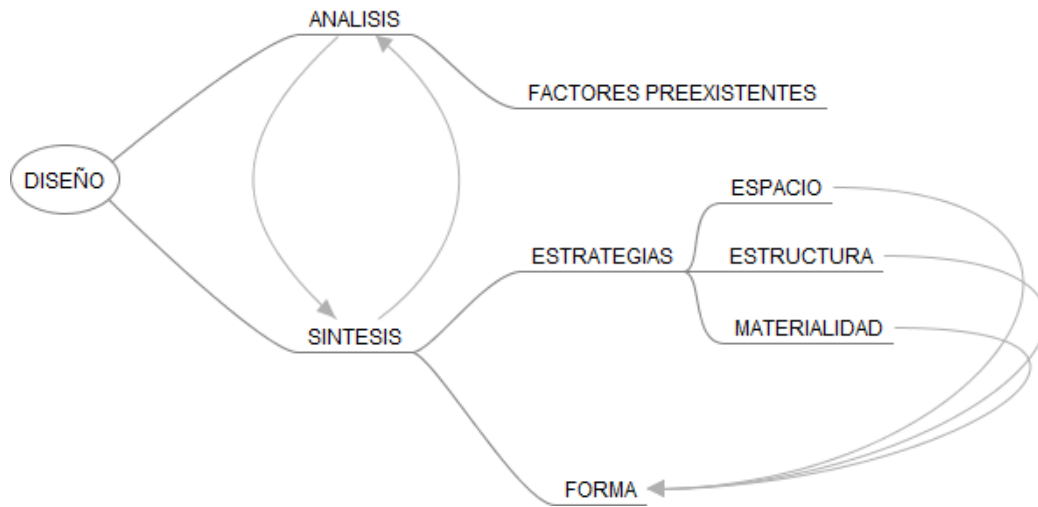 ANALISIS
FACTORES PREEXISTENTES
DISEÑO
ESPACIO
ESTRATEGIAS
ESTRUCTURA
MATERIALIDAD
SINTESIS
FORMA